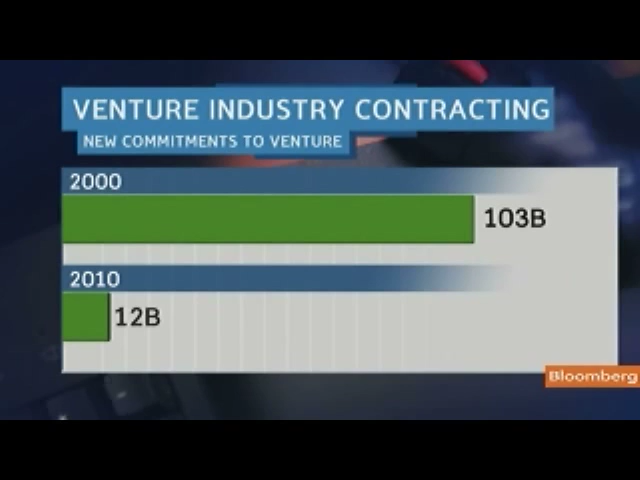 VENTURE INDUSTRY CONTRACTING
NEW COMMITMENTS TO VENTURE
2000
103B
2010
12B
Bloomberg